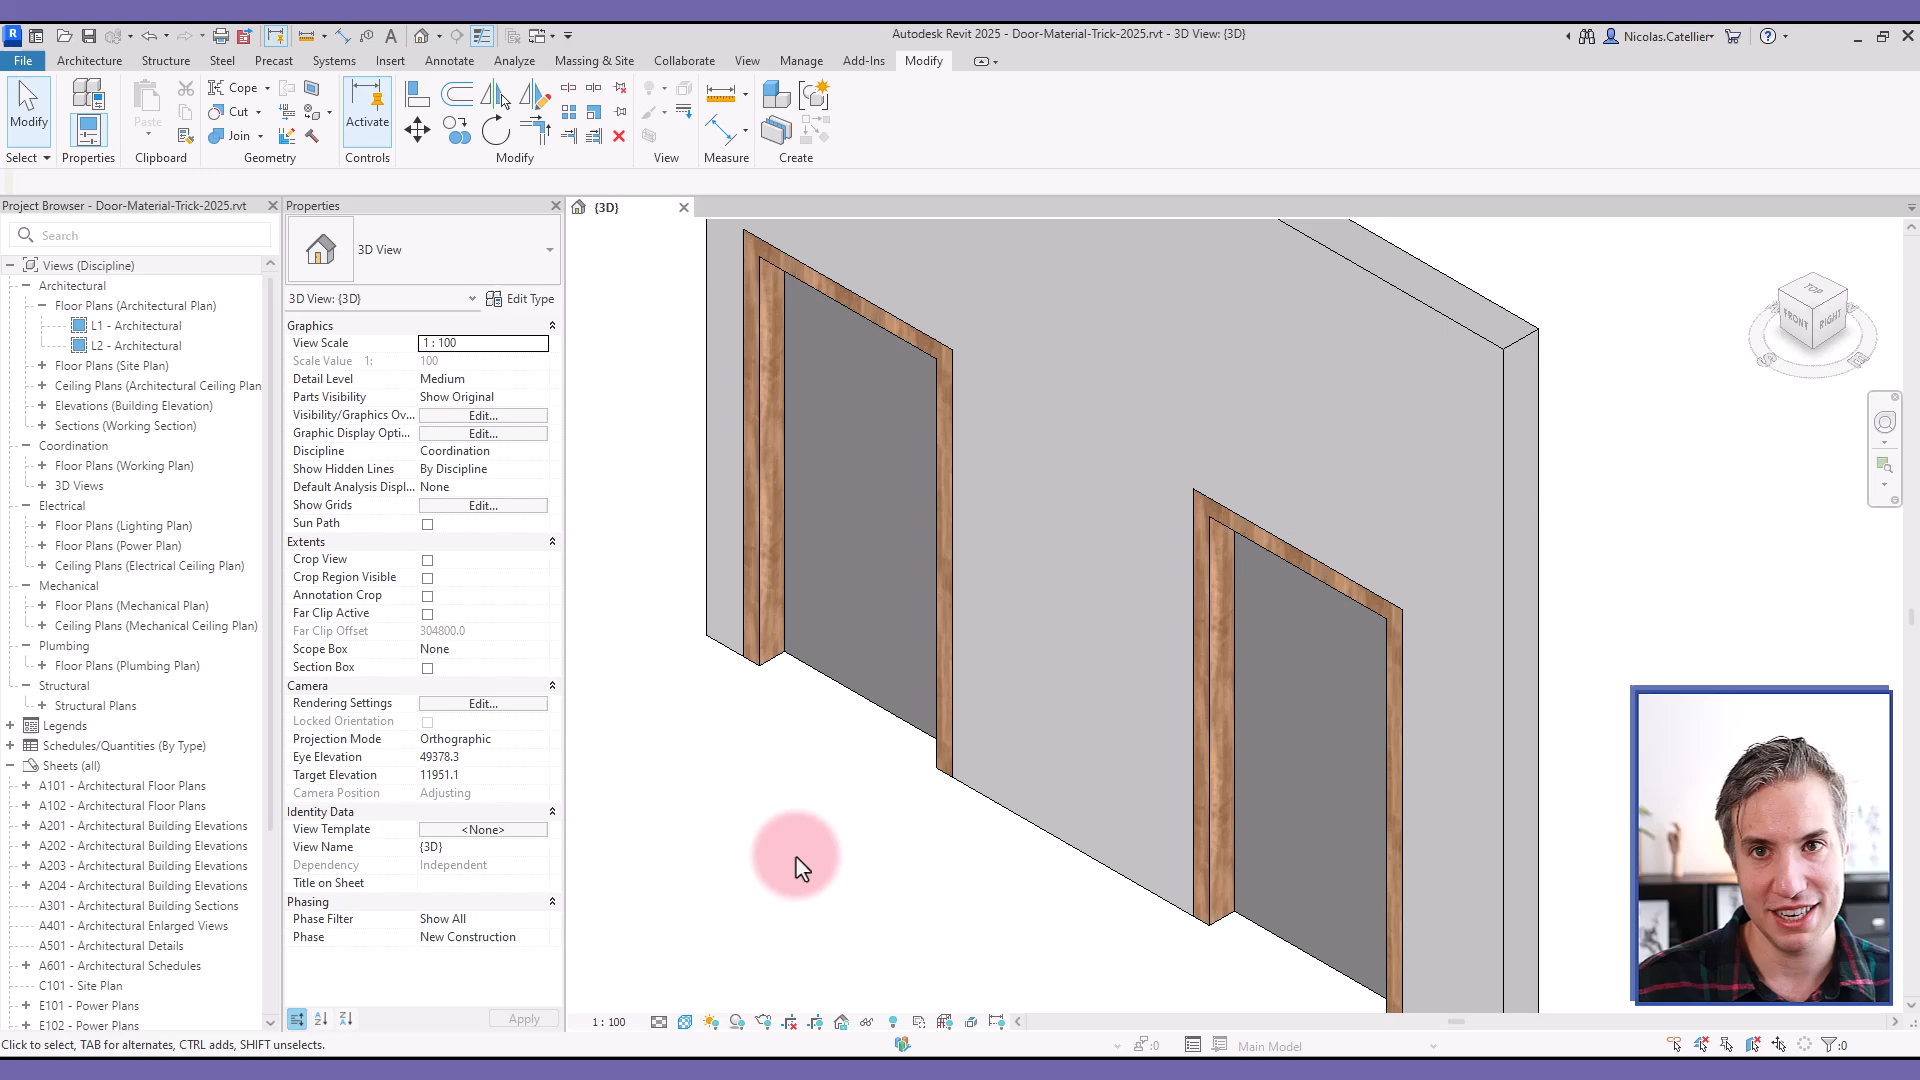 Autodesk Revit 2025 - Door-Material-Trick-2025.rvt - 3D View: {3D}
Nicolas.Catellier
File Architecture Structure Steel Precast Systems Insert Annotate Analyze Massing & Site Collaborate View Manage Add-Ins Modify
Modify
Paste
Cope
Cut
Join
Activate
Select Properties Clipboard Geometry Controls Modify View Measure Create
Project Browser - Door-Material-Trick-2025.rvt
Search
Views (Discipline)
Architectural
Floor Plans (Architectural Plan)
L1 - Architectural
L2 - Architectural
Floor Plans (Site Plan)
Ceiling Plans (Architectural Ceiling Plan
Elevations (Building Elevation)
Sections (Working Section)
Coordination
Floor Plans (Working Plan)
3D Views
Electrical
Floor Plans (Lighting Plan)
Floor Plans (Power Plan)
Ceiling Plans (Electrical Ceiling Plan)
Mechanical
Floor Plans (Mechanical Plan)
Ceiling Plans (Mechanical Ceiling Plan)
Plumbing
Floor Plans (Plumbing Plan)
Structural
Structural Plans
Legends
Schedules/Quantities (By Type)
Sheets (all)
A101 - Architectural Floor Plans
A102 - Architectural Floor Plans
A201 - Architectural Building Elevations
A202 - Architectural Building Elevations
A203 - Architectural Building Elevations
A204 - Architectural Building Elevations
A301 - Architectural Building Sections
A401 - Architectural Enlarged Views
A501 - Architectural Details
A601 - Architectural Schedules
C101 - Site Plan
E101 - Power Plans
E102 - Power Plans
Properties
3D View
3D View: {3D} Edit Type
Graphics
View Scale 1 : 100
Scale Value 1: 100
Detail Level Medium
Parts Visibility Show Original
Visibility/Graphics Ov... Edit...
Graphic Display Opti... Edit...
Discipline Coordination
Show Hidden Lines By Discipline
Default Analysis Displ... None
Show Grids Edit...
Sun Path
Extents
Crop View
Crop Region Visible
Annotation Crop
Far Clip Active
Far Clip Offset 304800.0
Scope Box None
Section Box
Camera
Rendering Settings Edit...
Locked Orientation
Projection Mode Orthographic
Eye Elevation 49378.3
Target Elevation 11951.1
Camera Position Adjusting
Identity Data
View Template <None>
View Name {3D}
Dependency Independent
Title on Sheet
Phasing
Phase Filter Show All
Phase New Construction
Apply
{3D}
TOP
FRONT
RIGHT
1 : 100
Click to select, TAB for alternates, CTRL adds, SHIFT unselects.
:0
Main Model
:0